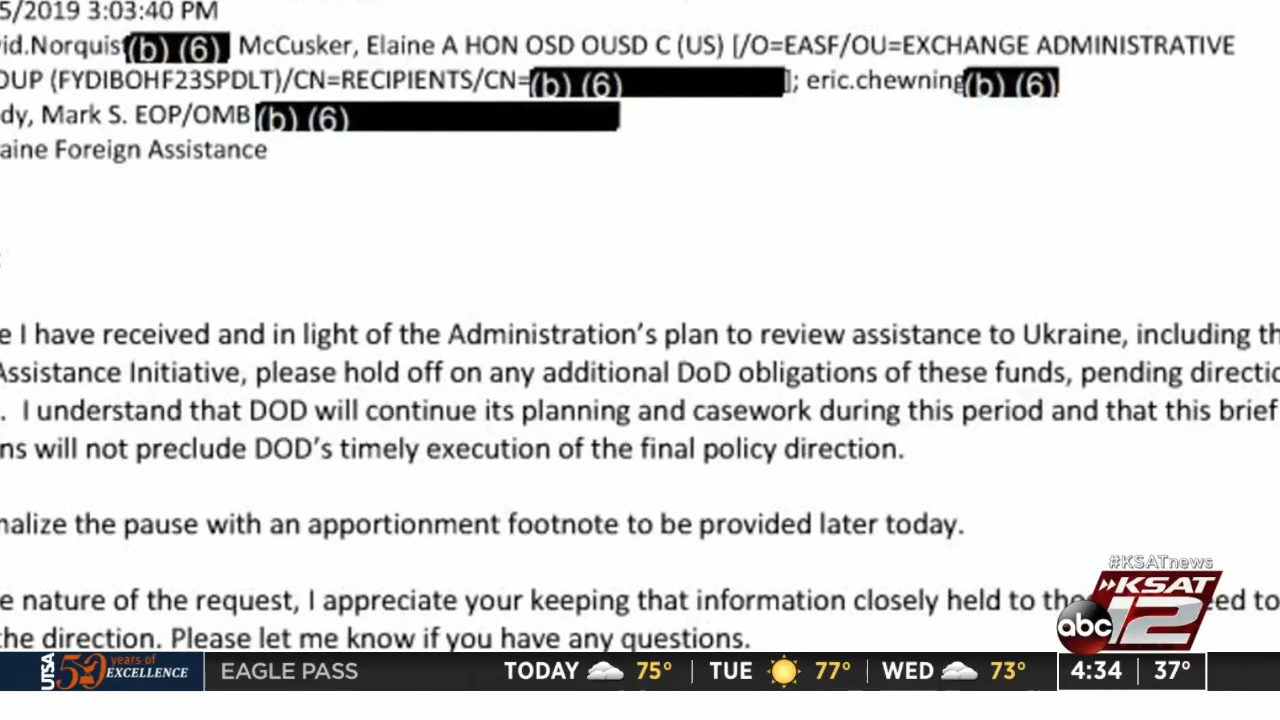 5/2019 3:03:40 PM
id.Norquist (b) (6) McCusker, Elaine A HON OSD OUSD C (US) [/O=EASF/OU=EXCHANGE ADMINISTRATIVE
OUP (FYDIBOHF23SPDLT)/CN=RECIPIENTS/CN= (b) (6) ]; eric.chewning (b) (6)
dy, Mark S. EOP/OMB (b) (6)
aine Foreign Assistance
e I have received and in light of the Administration's plan to review assistance to Ukraine, including th
Assistance Initiative, please hold off on any additional DoD obligations of these funds, pending directio
. I understand that DOD will continue its planning and casework during this period and that this brief
ns will not preclude DOD's timely execution of the final policy direction.
nalize the pause with an apportionment footnote to be provided later today.
e nature of the request, I appreciate your keeping that information closely held to the ed to
the direction. Please let me know if you have any questions.
#KSATnews
KSAT
abc 12
UTSA 50 years of EXCELLENCE EAGLE PASS TODAY 75° TUE 77° WED 73° 4:34 37°